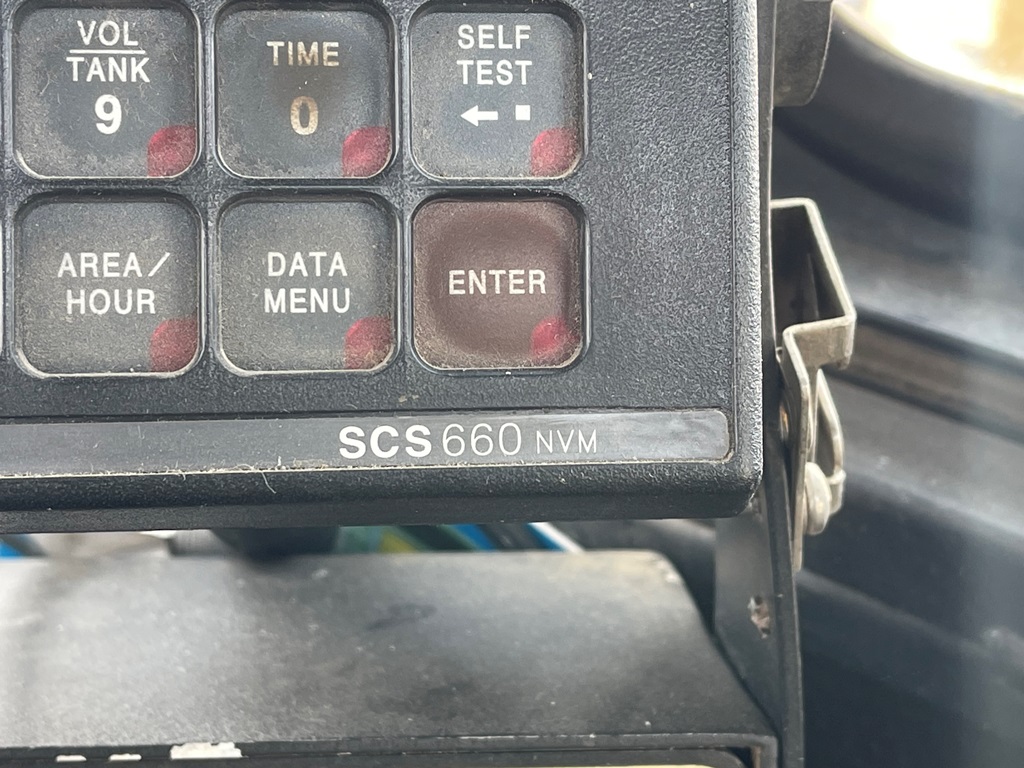 VOL
TANK
9
TIME
0
SELF
TEST
← ■
AREA/
HOUR
DATA
MENU
ENTER
SCS 660 NVM